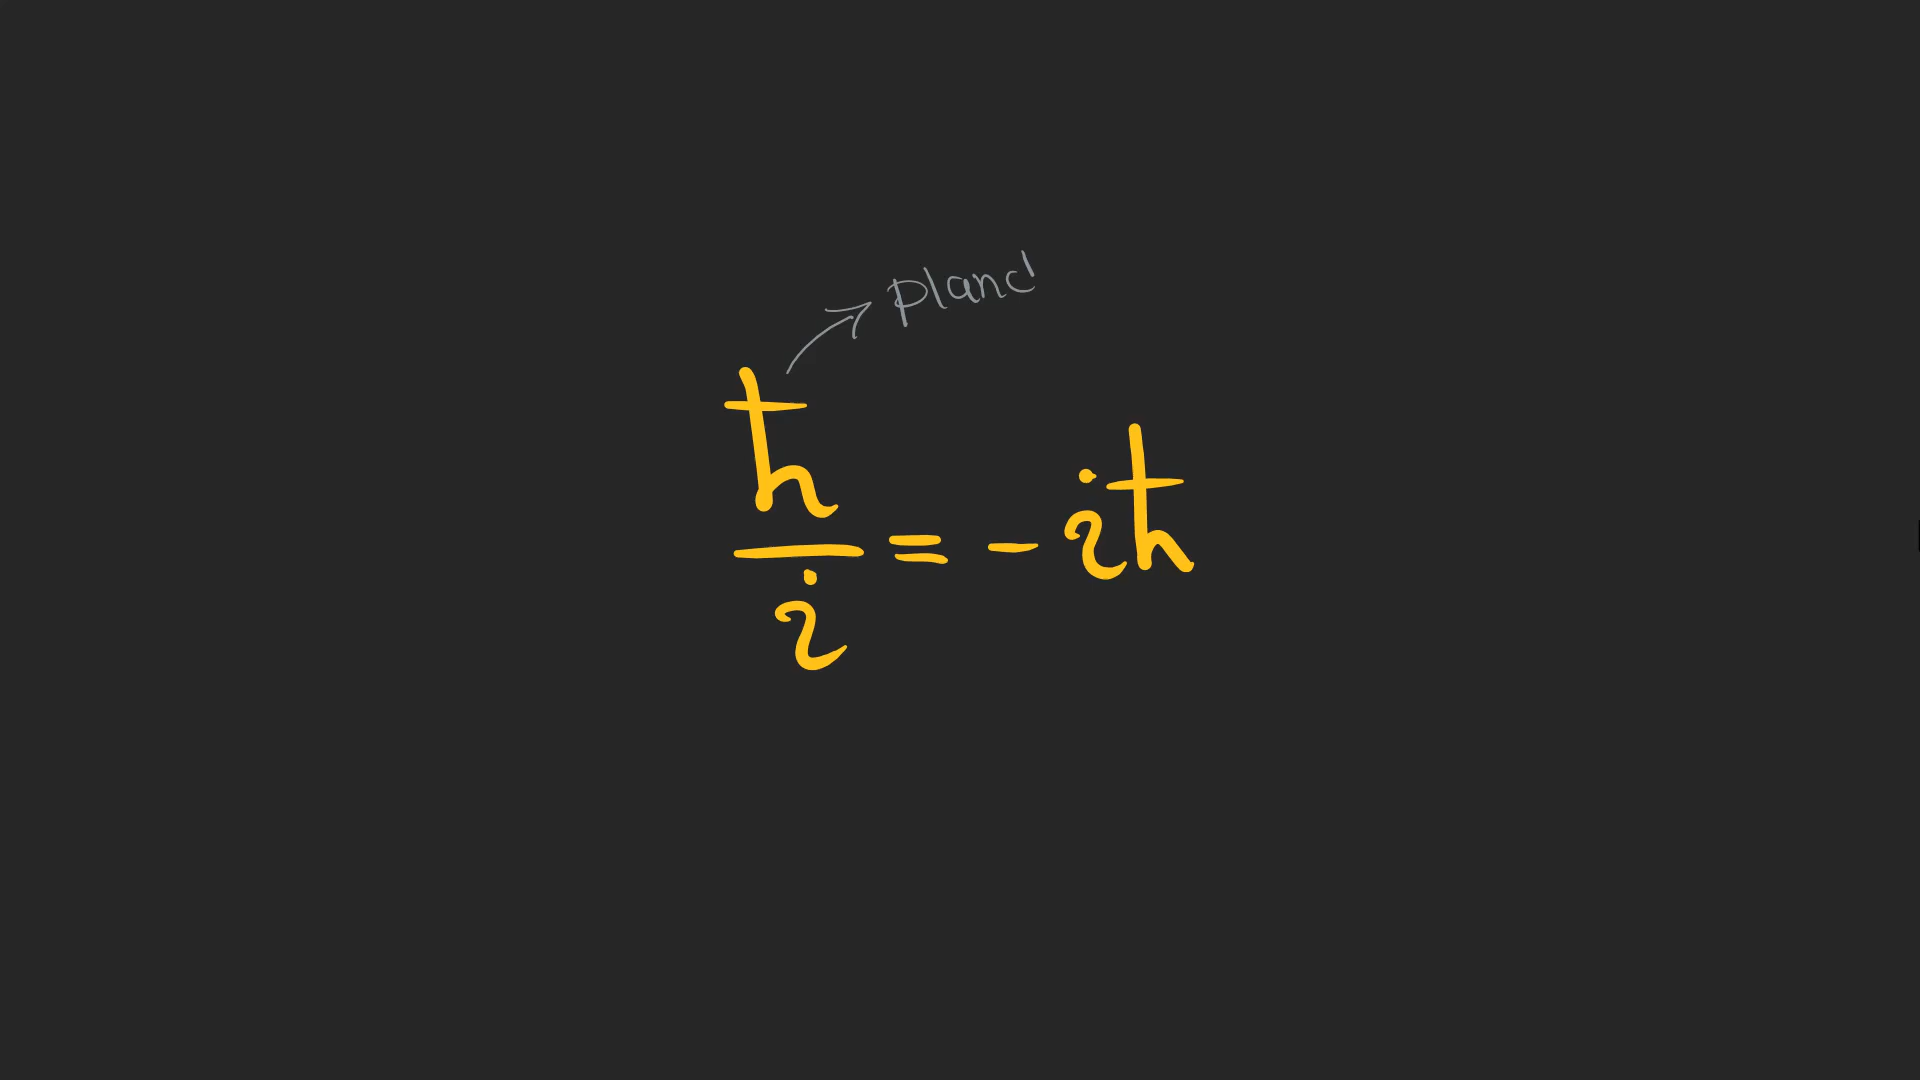 planc
ħ/i = - iħ